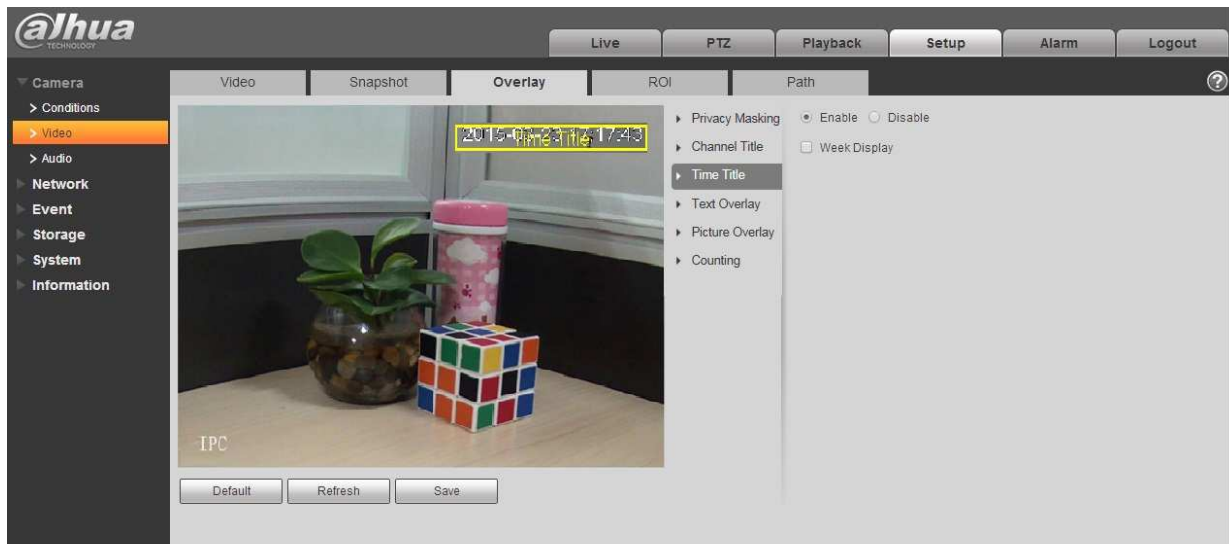 alhua
TECHNOLOGY
Live PTZ Playback Setup Alarm Logout
Camera
Conditions
Video
Audio
Network
Event
Storage
System
Information
Video Snapshot Overlay ROI Path
?
Time Title
IPC
Default Refresh Save
Privacy Masking
Channel Title
Time Title
Text Overlay
Picture Overlay
Counting
Enable Disable
Week Display